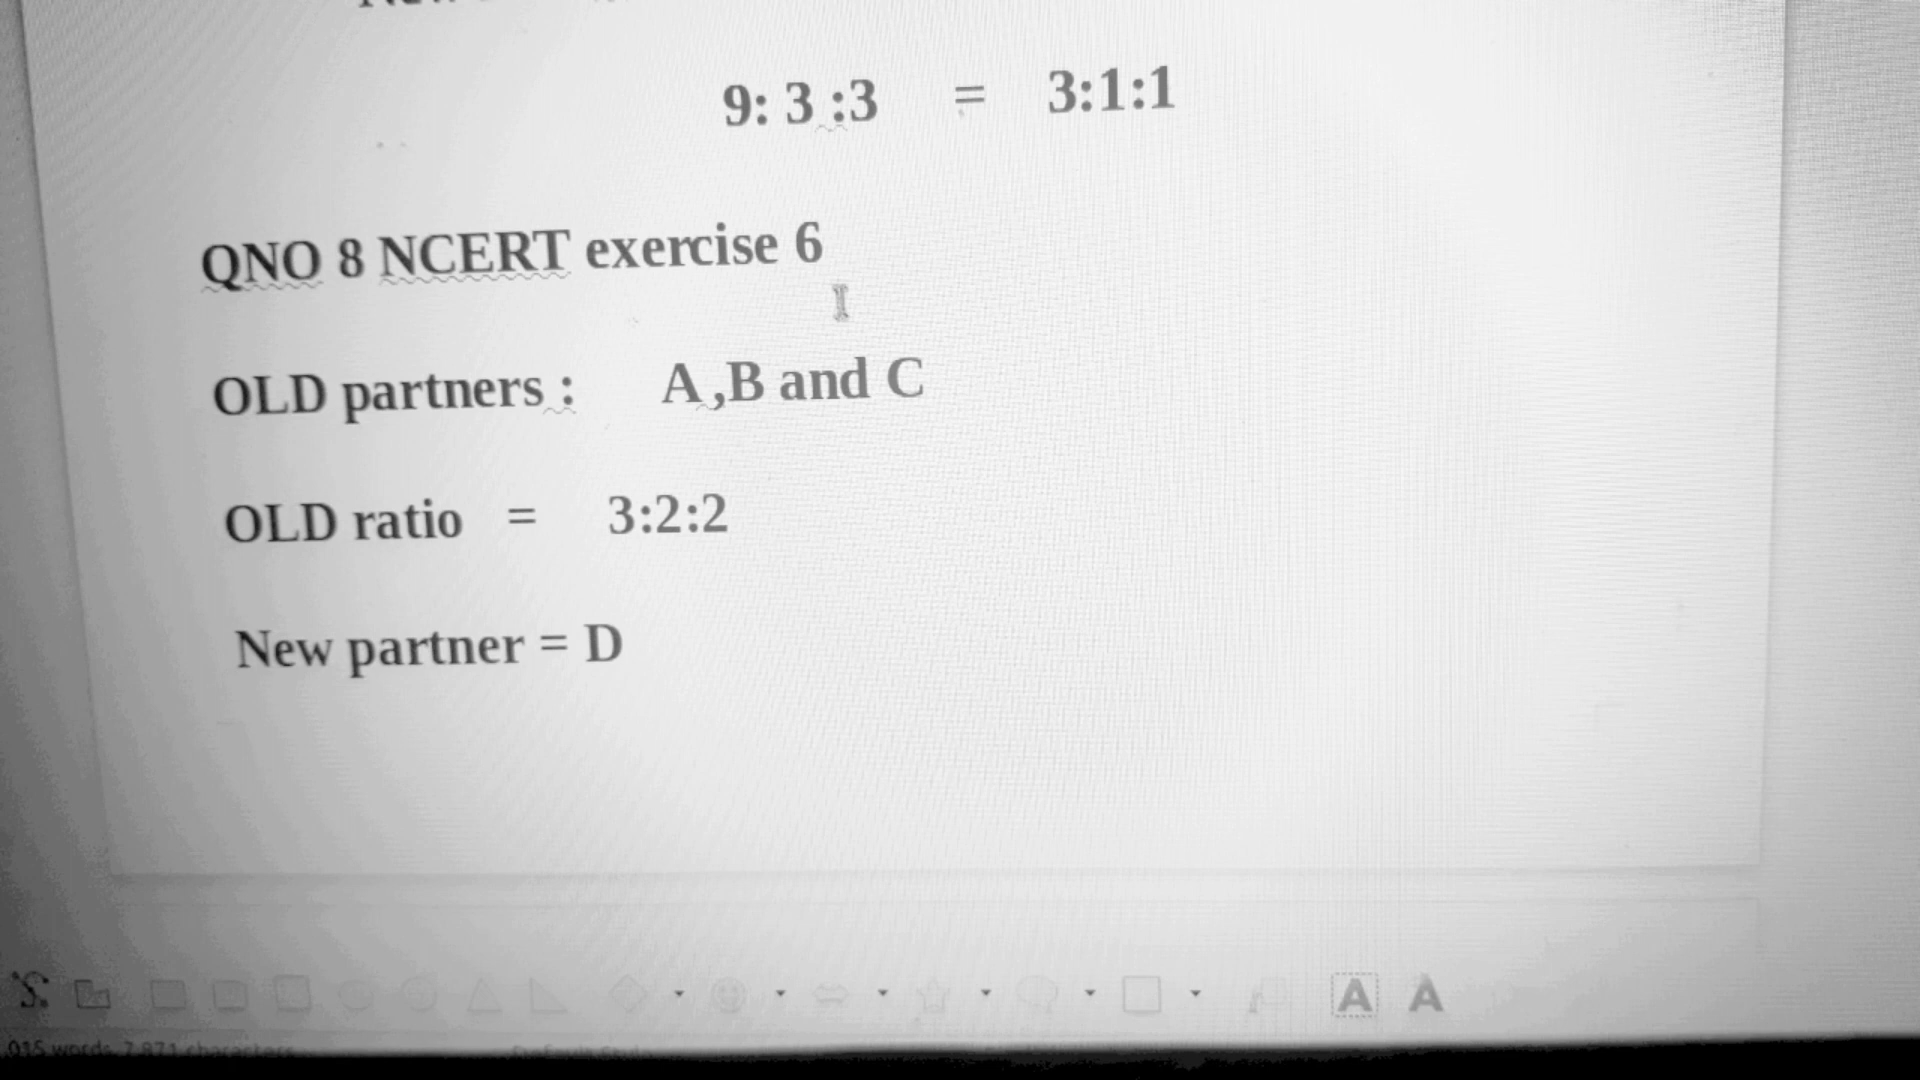 9: 3 :3 = 3:1:1
QNO 8 NCERT exercise 6
OLD partners : A ,B and C
OLD ratio = 3:2:2
New partner = D
A A